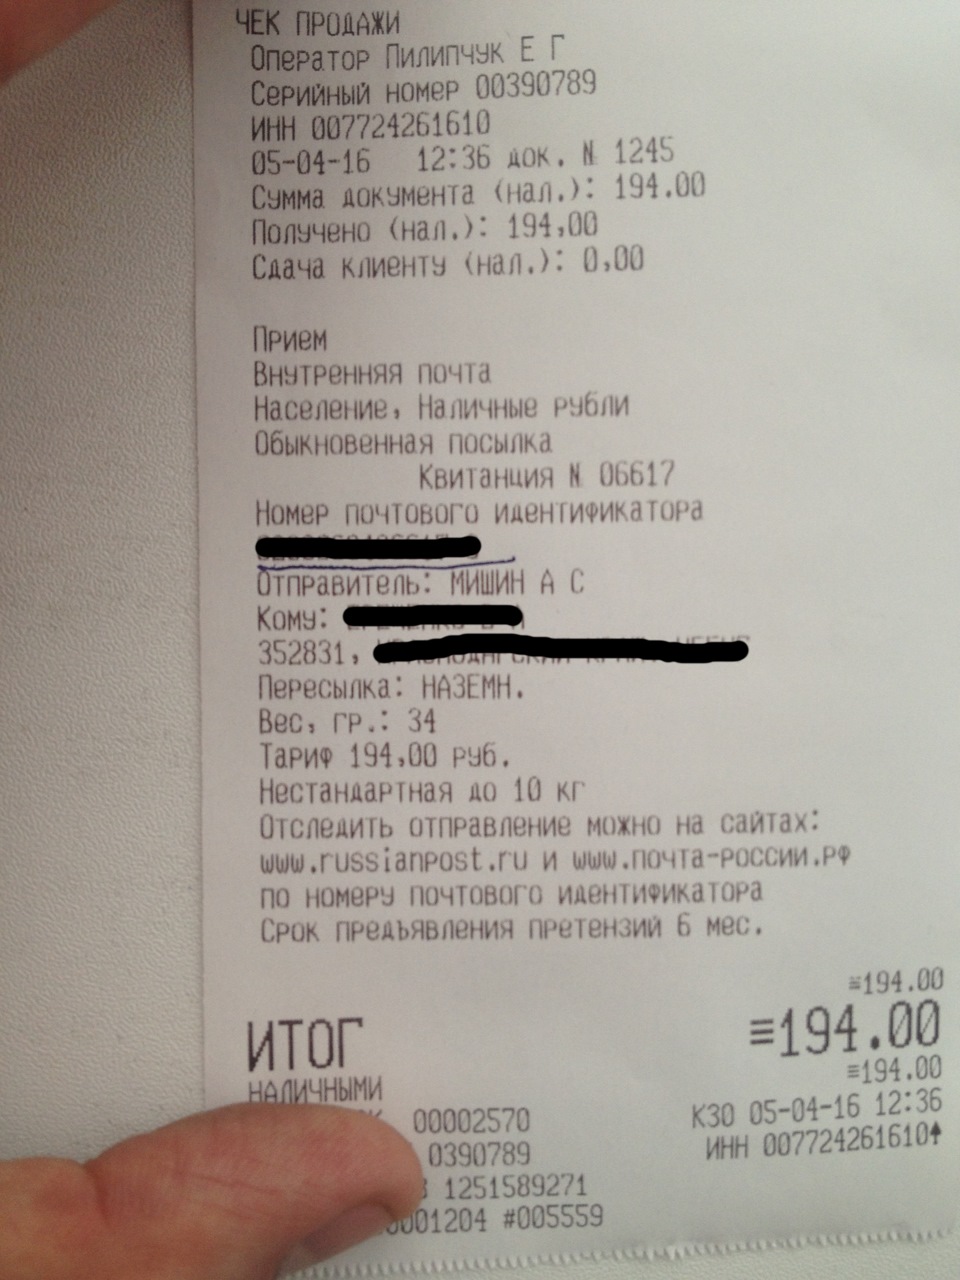 ЧЕК ПРОДАЖИ
Оператор Пилипчук Е Г
Серийный номер 00390789
ИНН 007724261610
05-04-16 12:36 док. N 1245
Сумма документа (нал.): 194.00
Получено (нал.): 194,00
Сдача клиенту (нал.): 0,00
Прием
Внутренняя почта
Население, Наличные рубли
Обыкновенная посылка
Квитанция N 06617
Номер почтового идентификатора
Отправитель: МИШИН А С
Кому:
352831,
Пересылка: НАЗЕМН.
Вес, гр.: 34
Тариф 194,00 руб.
Нестандартная до 10 кг
Отследить отправление можно на сайтах:
www.russianpost.ru и www.почта-россии.рф
по номеру почтового идентификатора
Срок предъявления претензий 6 мес.
≡194.00
ИТОГ ≡194.00
НАЛИЧНЫМИ ≡194.00
00002570 К30 05-04-16 12:36
0390789 ИНН 007724261610
1251589271
001204 #005559